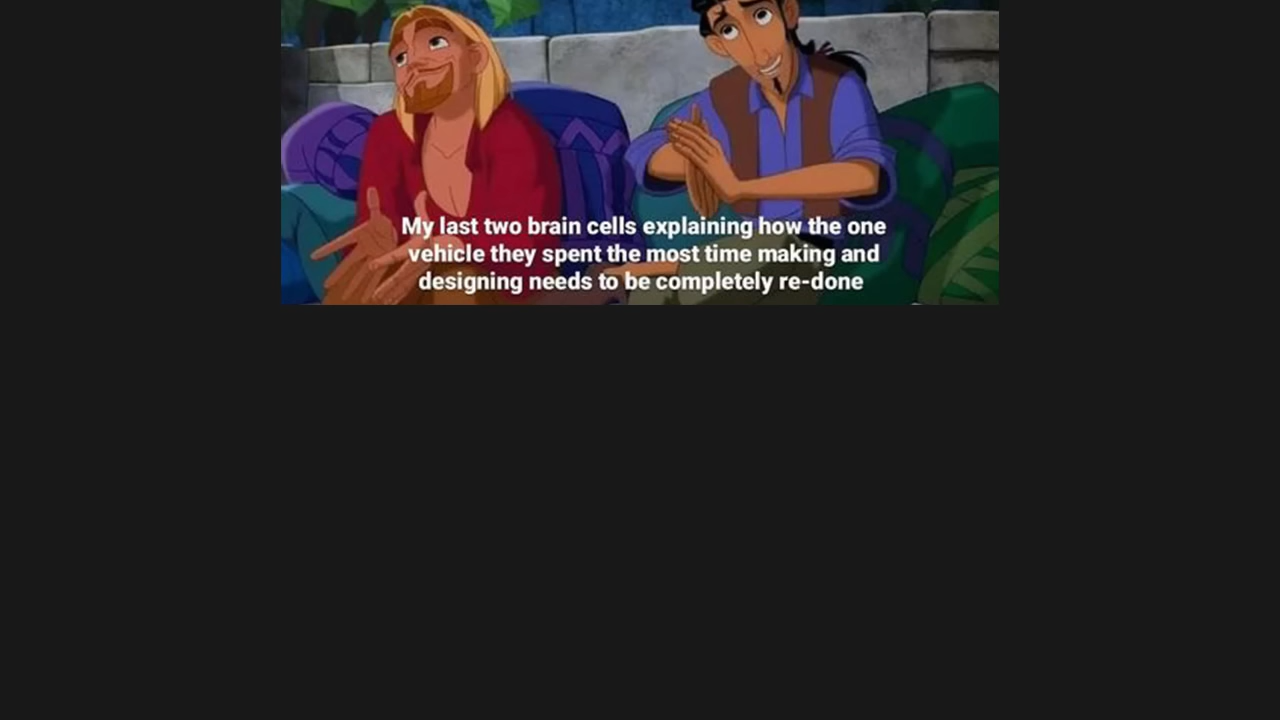 My last two brain cells explaining how the one
vehicle they spent the most time making and
designing needs to be completely re-done